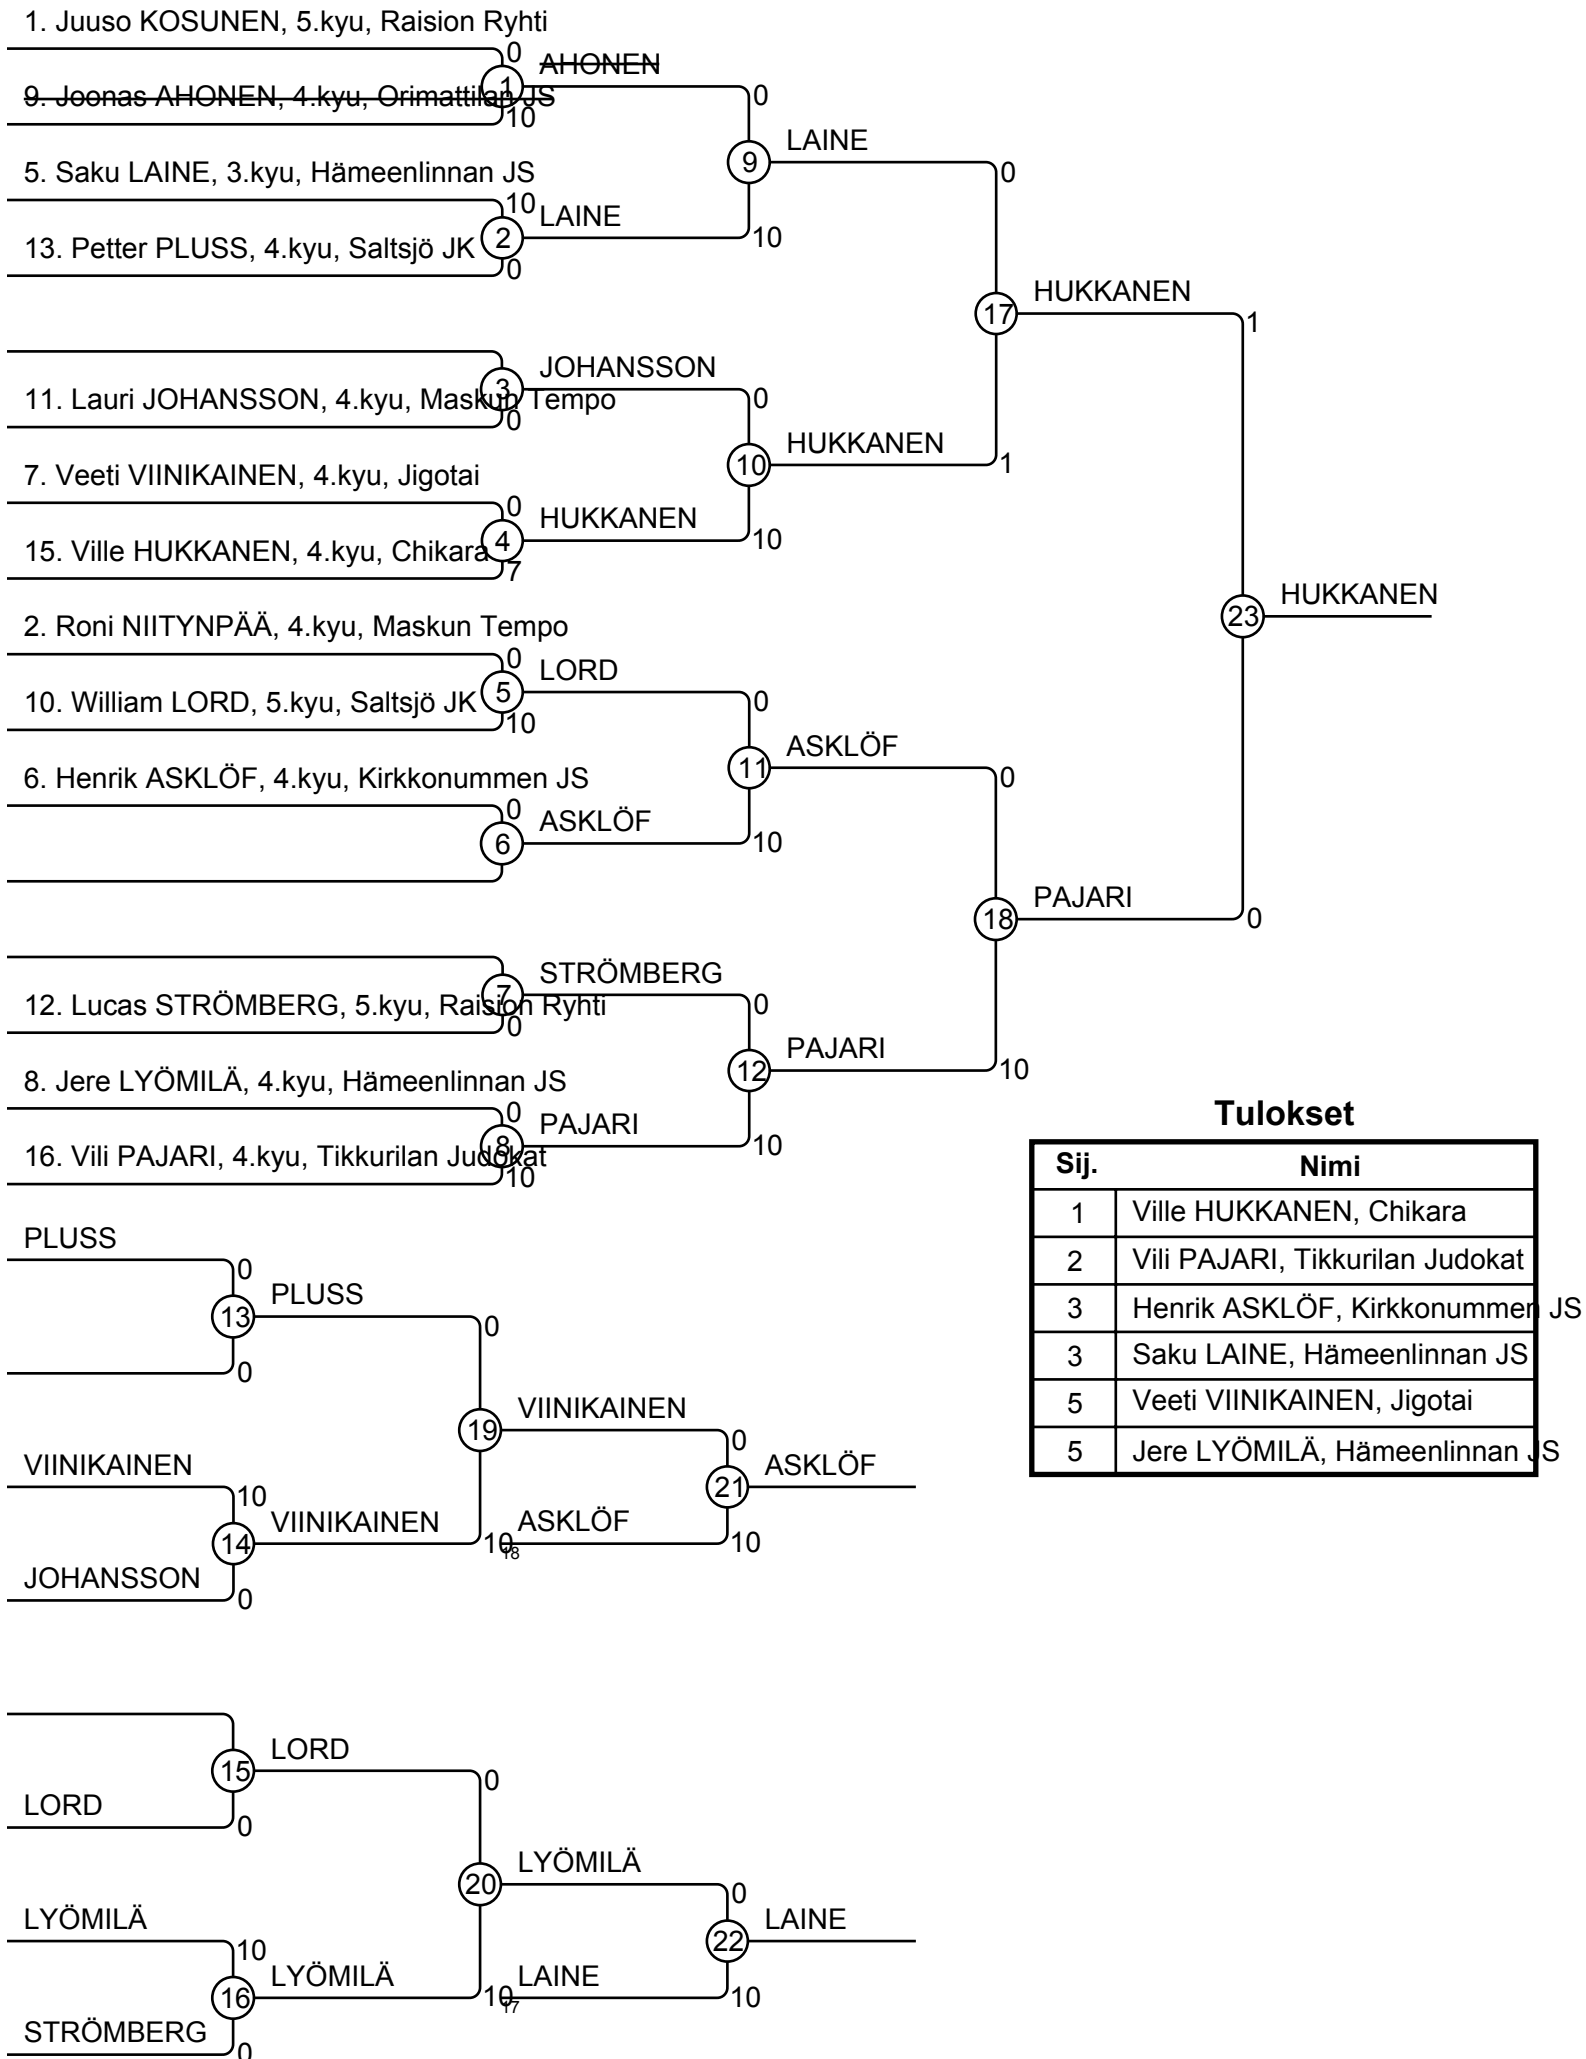 1. Juuso KOSUNEN, 5.kyu, Raision Ryhti
0
AHONEN
1
9. Joonas AHONEN, 4.kyu, Orimattilan JS
10
0
LAINE
9
0
5. Saku LAINE, 3.kyu, Hämeenlinnan JS
10
LAINE
2
10
13. Petter PLUSS, 4.kyu, Saltsjö JK
0
HUKKANEN
17
1
JOHANSSON
3
0
11. Lauri JOHANSSON, 4.kyu, Maskun Tempo
0
HUKKANEN
10
1
7. Veeti VIINIKAINEN, 4.kyu, Jigotai
0
HUKKANEN
4
10
15. Ville HUKKANEN, 4.kyu, Chikara
7
HUKKANEN
23
2. Roni NIITYNPÄÄ, 4.kyu, Maskun Tempo
0
LORD
5
0
10. William LORD, 5.kyu, Saltsjö JK
10
ASKLÖF
11
0
6. Henrik ASKLÖF, 4.kyu, Kirkkonummen JS
0
ASKLÖF
6
10
PAJARI
18
0
STRÖMBERG
7
0
12. Lucas STRÖMBERG, 5.kyu, Raision Ryhti
0
PAJARI
12
10
8. Jere LYÖMILÄ, 4.kyu, Hämeenlinnan JS
0
PAJARI
8
10
16. Vili PAJARI, 4.kyu, Tikkurilan Judokat
10
Tulokset
Sij. Nimi
1 Ville HUKKANEN, Chikara
2 Vili PAJARI, Tikkurilan Judokat
3 Henrik ASKLÖF, Kirkkonummen JS
3 Saku LAINE, Hämeenlinnan JS
5 Veeti VIINIKAINEN, Jigotai
5 Jere LYÖMILÄ, Hämeenlinnan JS
PLUSS
0
PLUSS
13
0
0
VIINIKAINEN
19
0
VIINIKAINEN
10
ASKLÖF
21
VIINIKAINEN
14
10
ASKLÖF
18
10
JOHANSSON
0
LORD
15
0
LORD
0
LYÖMILÄ
20
0
LYÖMILÄ
10
LAINE
22
LYÖMILÄ
16
10
LAINE
17
10
STRÖMBERG
0